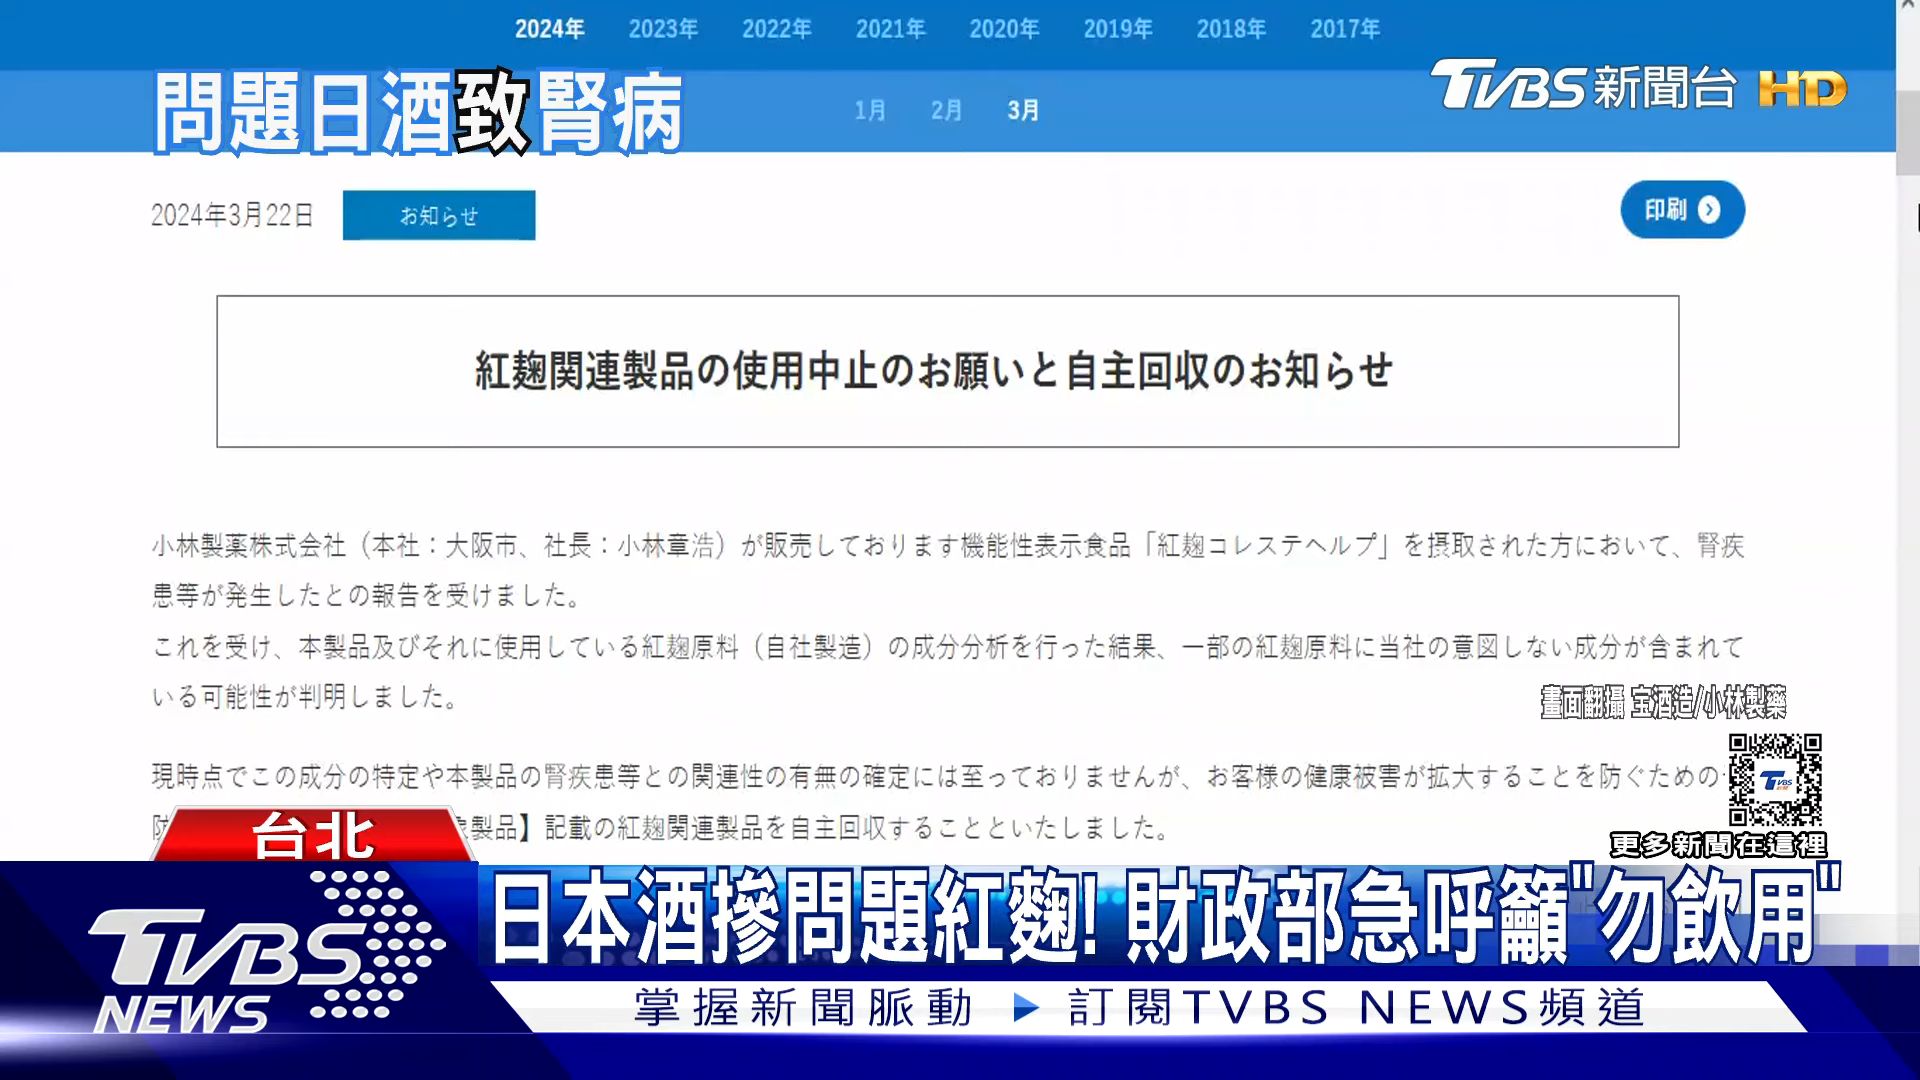 2024年 2023年 2022年 2021年 2020年 2019年 2018年 2017年
問題日酒致腎病
1月 2月 3月
TVBS新聞台 HD
2024年3月22日 お知らせ
印刷
紅麹関連製品の使用中止のお願いと自主回収のお知らせ
小林製薬株式会社（本社：大阪市、社長：小林章浩）が販売しております機能性表示食品「紅麹コレステヘルプ」を摂取された方において、腎疾
患等が発生したとの報告を受けました。
これを受け、本製品及びそれに使用している紅麹原料（自社製造）の成分分析を行った結果、一部の紅麹原料に当社の意図しない成分が含まれて
いる可能性が判明しました。
畫面翻攝 宝酒造/小林製藥
現時点でこの成分の特定や本製品の腎疾患等との関連性の有無の確定には至っておりませんが、お客様の健康被害が拡大することを防ぐための
製品】記載の紅麹関連製品を自主回収することといたしました。
TVBS
更多新聞在這裡
台北
日本酒摻問題紅麴! 財政部急呼籲"勿飲用"
TVBS
NEWS
掌握新聞脈動 ▶ 訂閱TVBS NEWS頻道